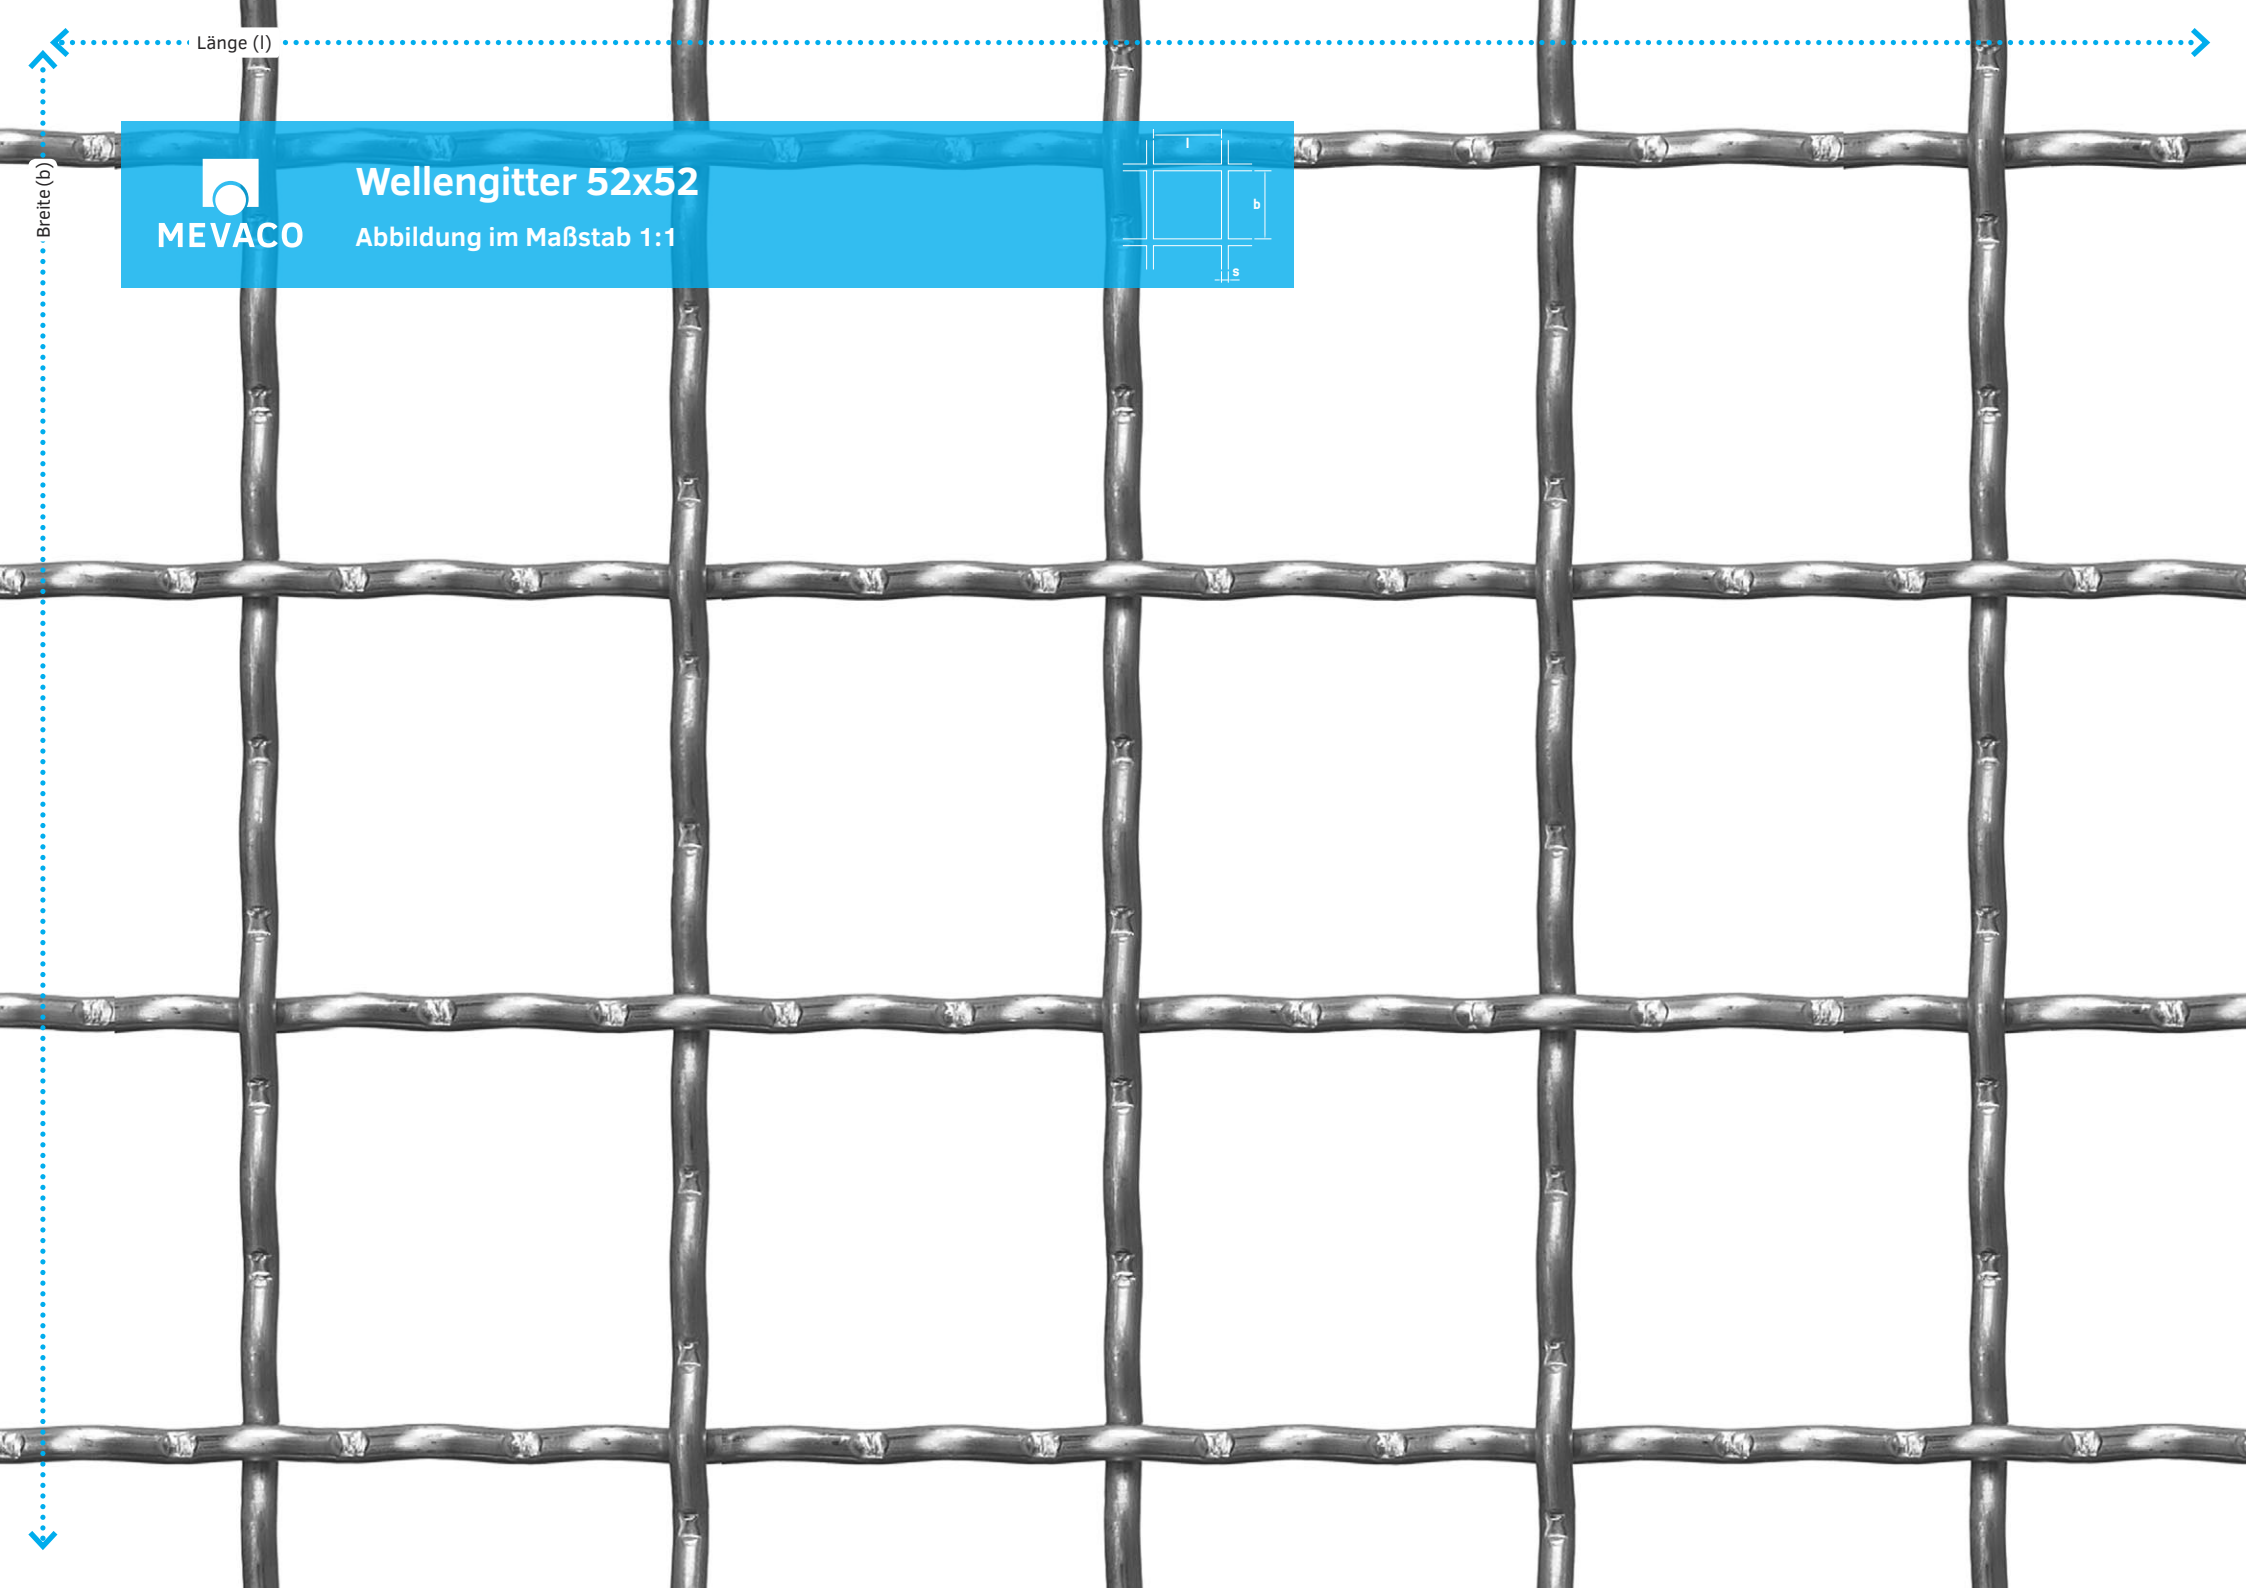 Länge (l)
Breite (b)
MEVACO
Wellengitter 52x52
Abbildung im Maßstab 1:1
l
b
s